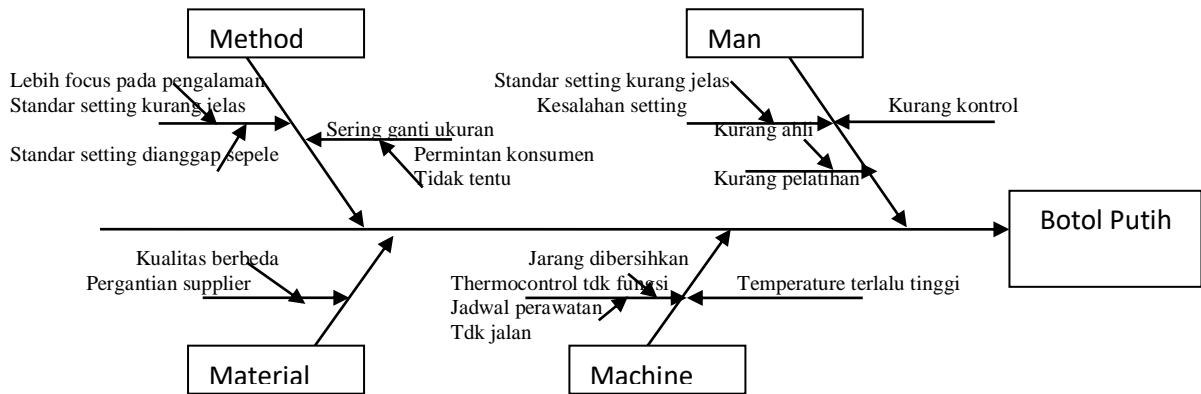 Method
Man
Lebih focus pada pengalaman
Standar setting kurang jelas
Standar setting dianggap sepele
Sering ganti ukuran
Permintan konsumen
Tidak tentu
Standar setting kurang jelas
Kesalahan setting
Kurang kontrol
Kurang ahli
Kurang pelatihan
Botol Putih
Kualitas berbeda
Pergantian supplier
Jarang dibersihkan
Thermocontrol tdk fungsi
Jadwal perawatan
Tdk jalan
Temperature terlalu tinggi
Material
Machine